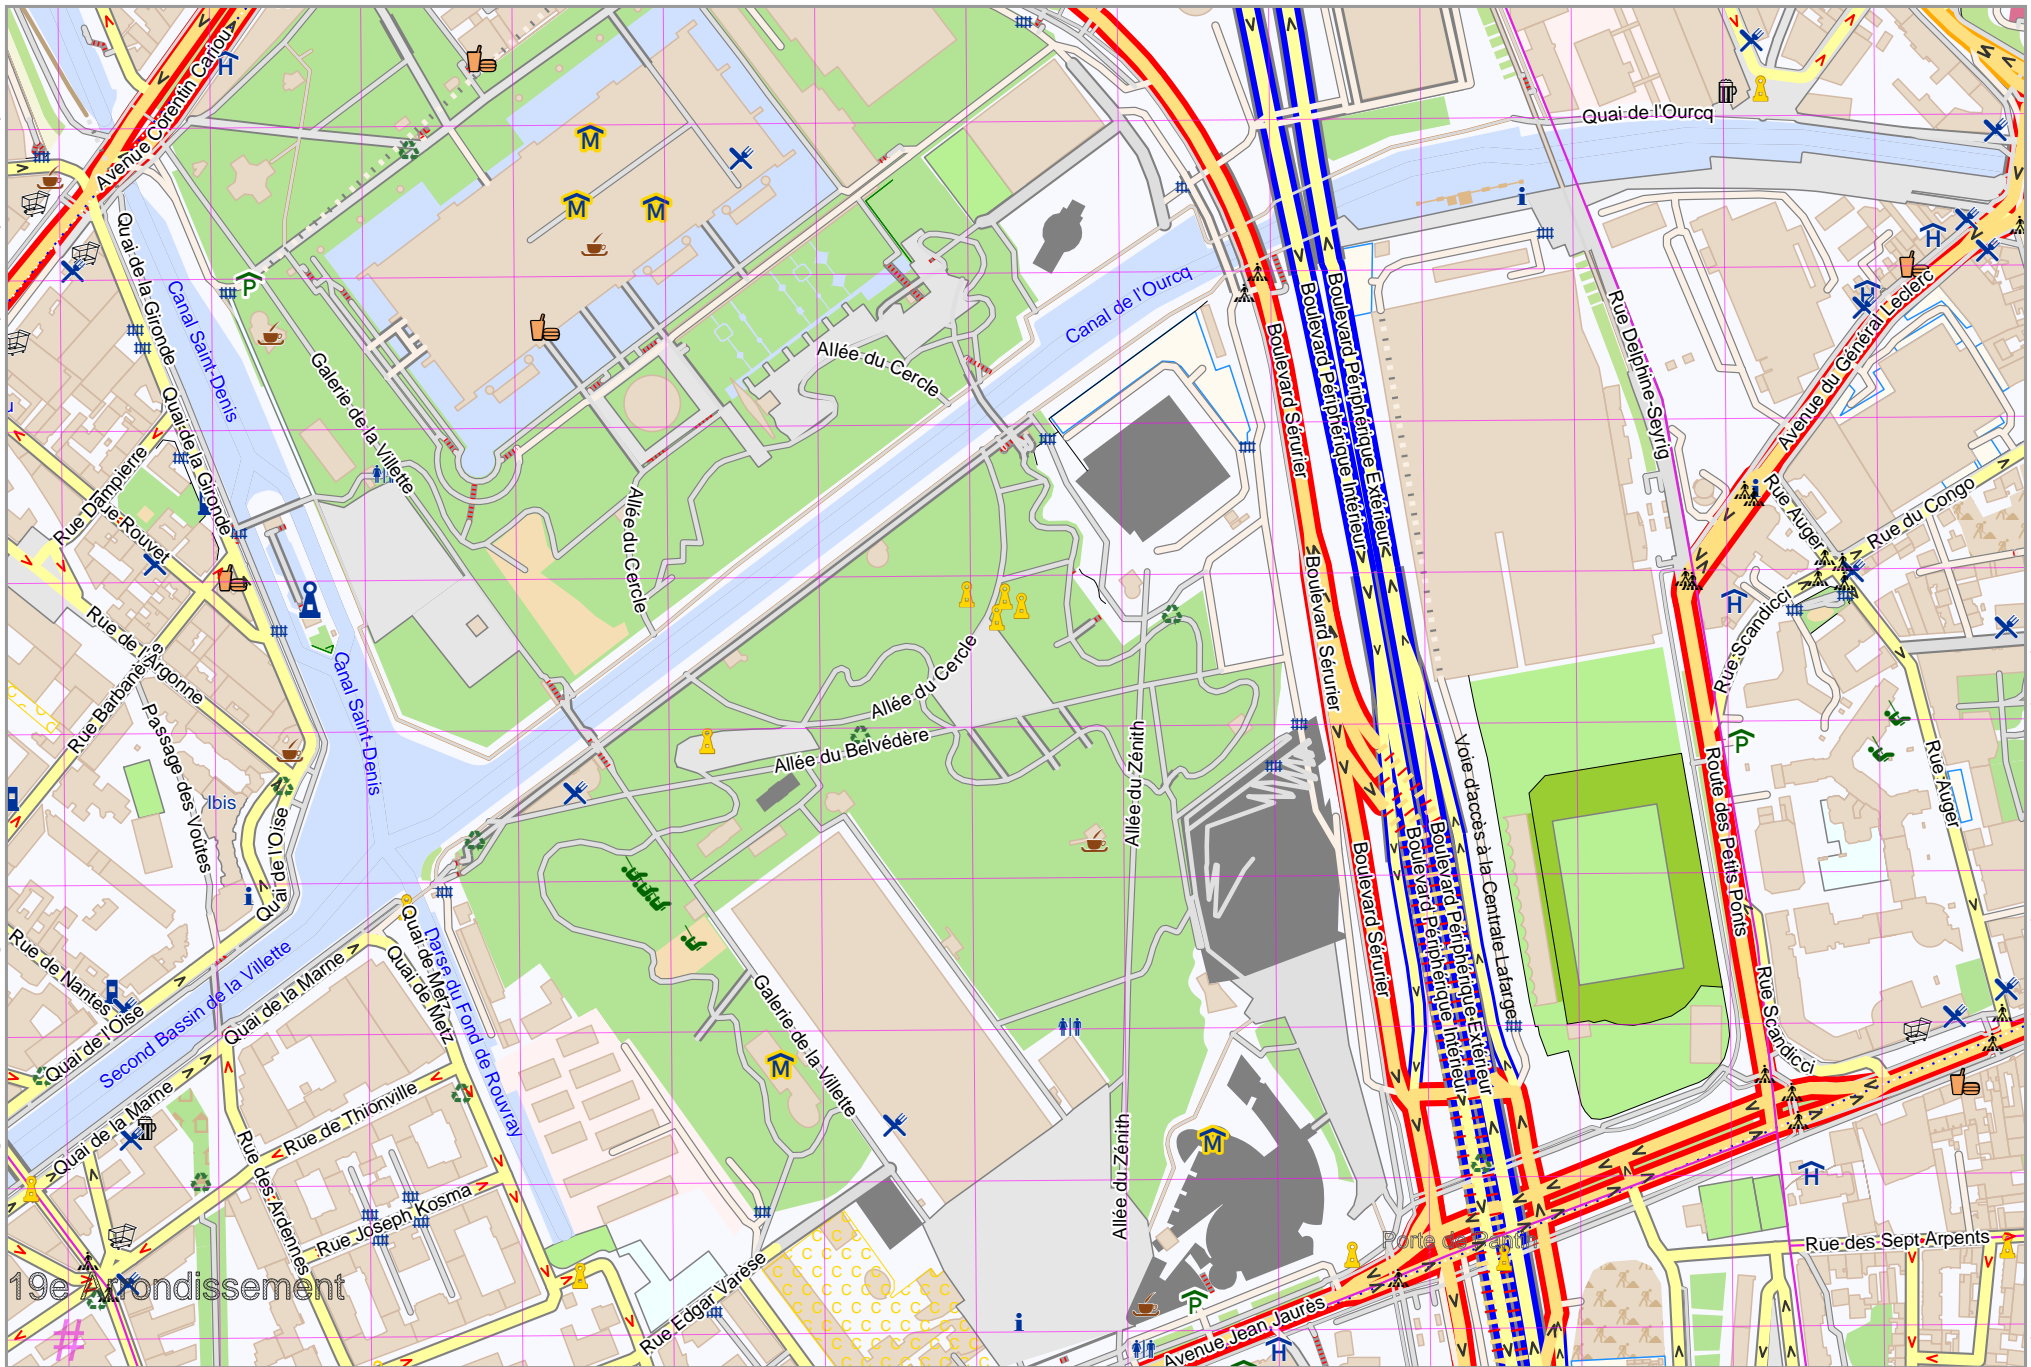 Avenue Corentin Cariou
Quai de l'Ourcq
Quai de la Gironde
Canal Saint-Denis
Galerie de la Villette
Allée du Cercle
Canal de l'Ourcq
Boulevard Sérurier
Boulevard Périphérique Intérieur
Boulevard Périphérique Extérieur
Rue Delphine-Seyrig
Avenue du Général Leclerc
Quai de la Gironde
Rue Dampierre
Rue Rouvet
Allée du Cercle
Rue Auger
Rue du Congo
Rue de l'Argonne
Rue Barbanègre
Canal Saint-Denis
Boulevard Sérurier
Rue Scandicci
Passage des Voûtes
Allée du Cercle
Allée du Belvédère
Allée du Zénith
Voie d'accès à la Centrale Lafarge
Route des Petits Ponts
Rue Auger
Ibis
Quai de l'Oise
Boulevard Sérurier
Boulevard Périphérique Intérieur
Boulevard Périphérique Extérieur
Rue de Nantes
Quai de l'Oise
Second Bassin de la Villette
Quai de la Marne
Quai de Metz
Quai de Metz
Darse du Fond de Rouvray
Galerie de la Villette
Rue Scandicci
Quai de la Marne
Rue de Thionville
Rue des Ardennes
Rue Joseph Kosma
Allée du Zénith
Porte de Pantin
Rue des Sept Arpents
19e Arrondissement
Rue Edgar Varèse
Avenue Jean Jaurès